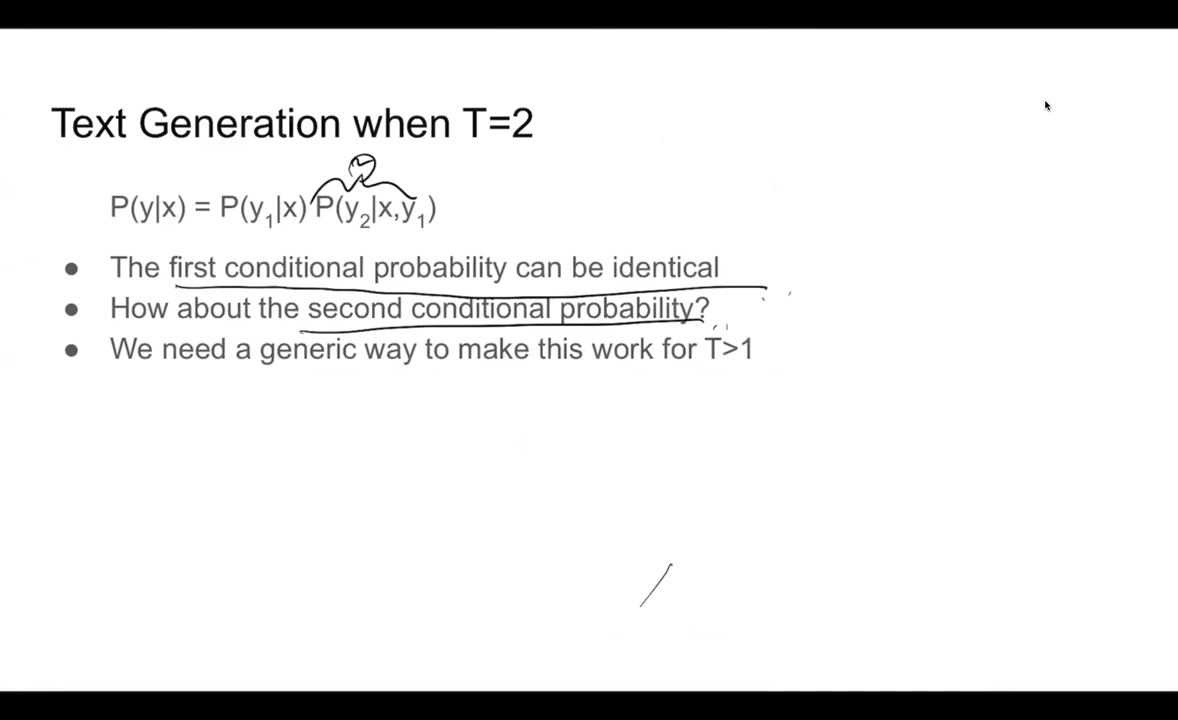 Text Generation when T=2
P(y|x) = P(y₁|x) P(y₂|x,y₁)
● The first conditional probability can be identical
● How about the second conditional probability?
● We need a generic way to make this work for T>1